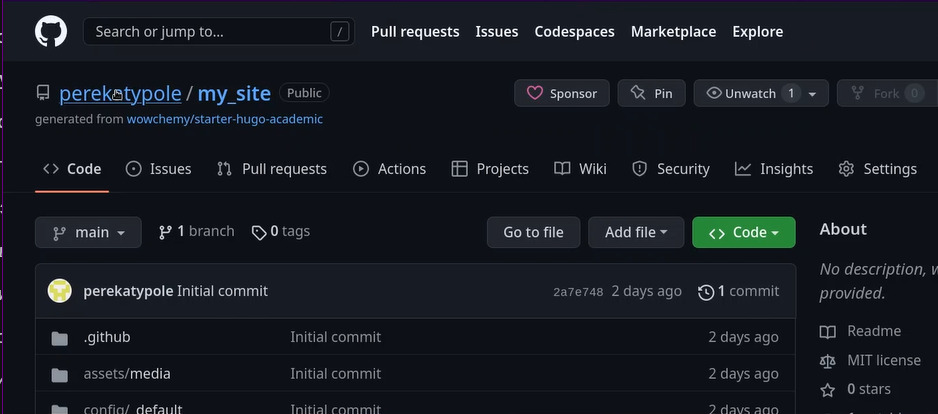 Search or jump to... / Pull requests Issues Codespaces Marketplace Explore
perekatypole / my_site Public Sponsor Pin Unwatch 1 Fork 0
generated from wowchemy/starter-hugo-academic
Code Issues Pull requests Actions Projects Wiki Security Insights Settings
main 1 branch 0 tags Go to file Add file Code About
No description, 
provided.
perekatypole Initial commit 2a7e748 2 days ago 1 commit
Readme
.github Initial commit 2 days ago
MIT license
assets/media Initial commit 2 days ago
0 stars
config/_default Initial commit 2 days ago